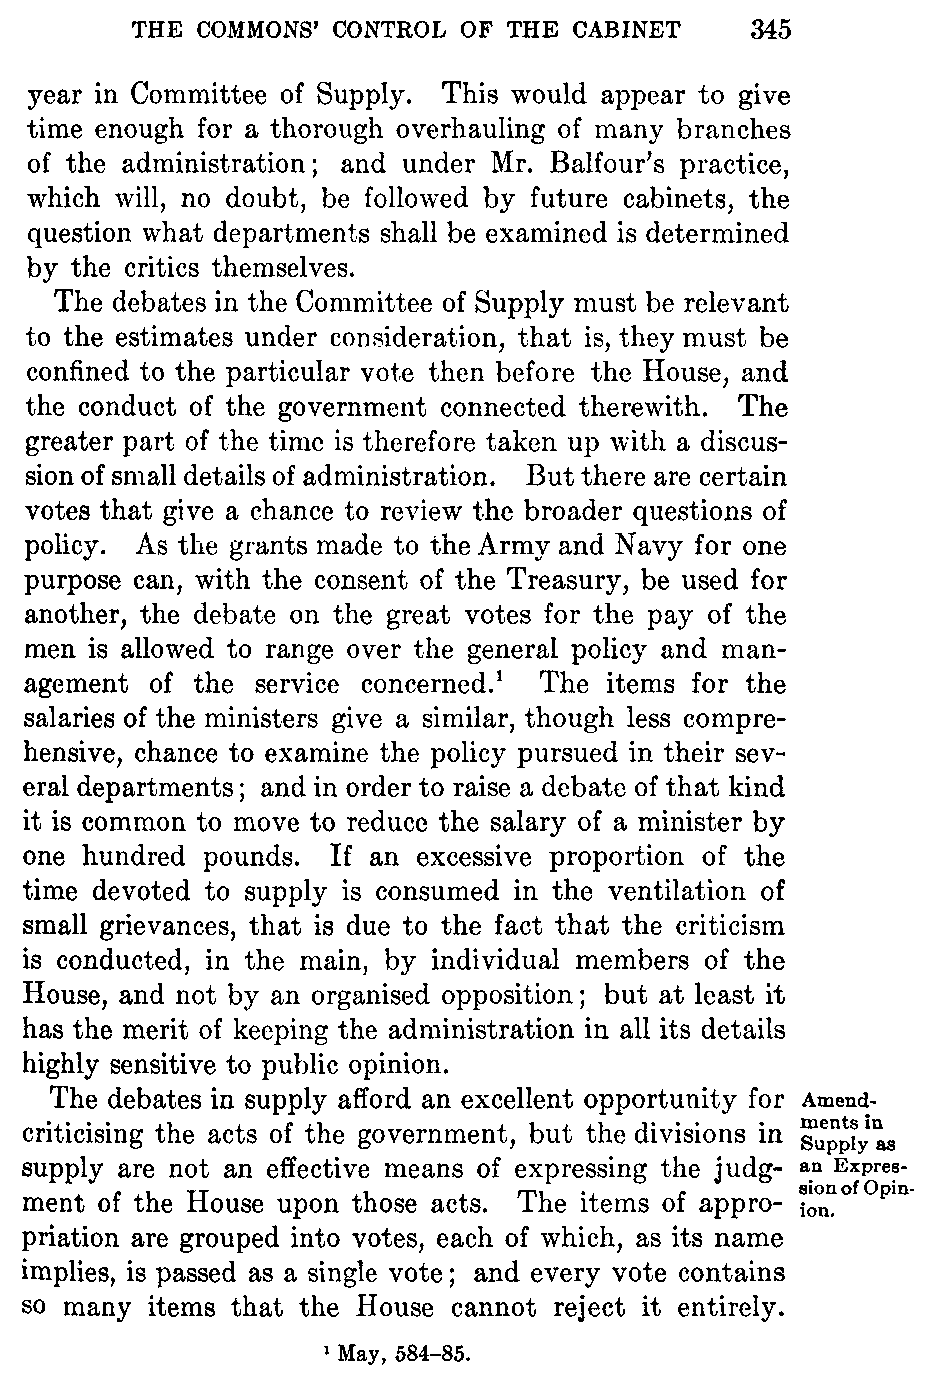 THE COMMONS' CONTROL OF THE CABINET 345
year in Committee of Supply. This would appear to give
time enough for a thorough overhauling of many branches
of the administration; and under Mr. Balfour's practice,
which will, no doubt, be followed by future cabinets, the
question what departments shall be examined is determined
by the critics themselves.
The debates in the Committee of Supply must be relevant
to the estimates under consideration, that is, they must be
confined to the particular vote then before the House, and
the conduct of the government connected therewith. The
greater part of the time is therefore taken up with a discus-
sion of small details of administration. But there are certain
votes that give a chance to review the broader questions of
policy. As the grants made to the Army and Navy for one
purpose can, with the consent of the Treasury, be used for
another, the debate on the great votes for the pay of the
men is allowed to range over the general policy and man-
agement of the service concerned.¹ The items for the
salaries of the ministers give a similar, though less compre-
hensive, chance to examine the policy pursued in their sev-
eral departments; and in order to raise a debate of that kind
it is common to move to reduce the salary of a minister by
one hundred pounds. If an excessive proportion of the
time devoted to supply is consumed in the ventilation of
small grievances, that is due to the fact that the criticism
is conducted, in the main, by individual members of the
House, and not by an organised opposition; but at least it
has the merit of keeping the administration in all its details
highly sensitive to public opinion.
The debates in supply afford an excellent opportunity for
criticising the acts of the government, but the divisions in
supply are not an effective means of expressing the judg-
ment of the House upon those acts. The items of appro-
priation are grouped into votes, each of which, as its name
implies, is passed as a single vote; and every vote contains
so many items that the House cannot reject it entirely.
Amend-
ments in
Supply as
an Expres-
sion of Opin-
ion.
¹ May, 584–85.